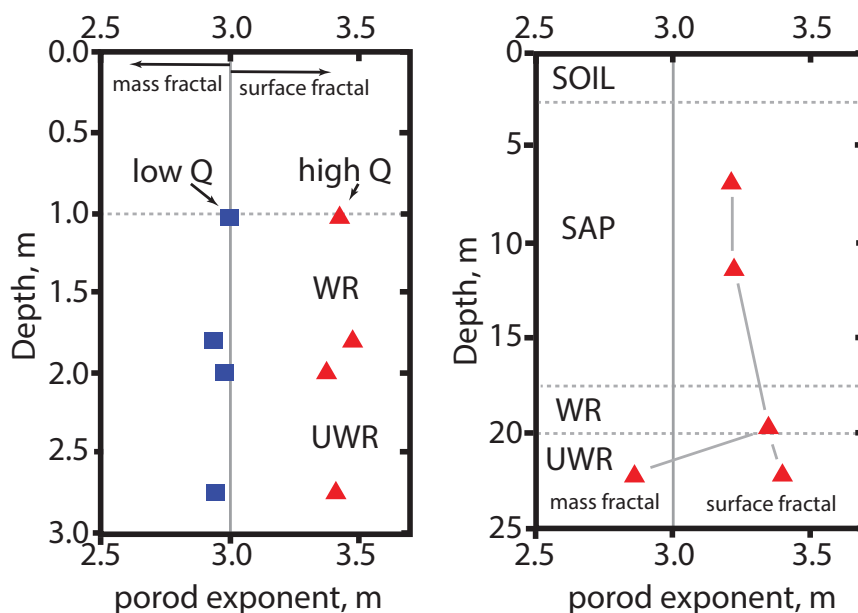 2.5 3.0 3.5
0.0
mass fractal
surface fractal
0.5
low Q
high Q
1.0
WR
1.5
2.0
UWR
2.5
3.0
Depth, m
2.5 3.0 3.5
porod exponent, m
2.5 3.0 3.5
0
SOIL
5
SAP
10
15
WR
20
UWR
mass fractal
surface fractal
25
Depth, m
2.5 3.0 3.5
porod exponent, m